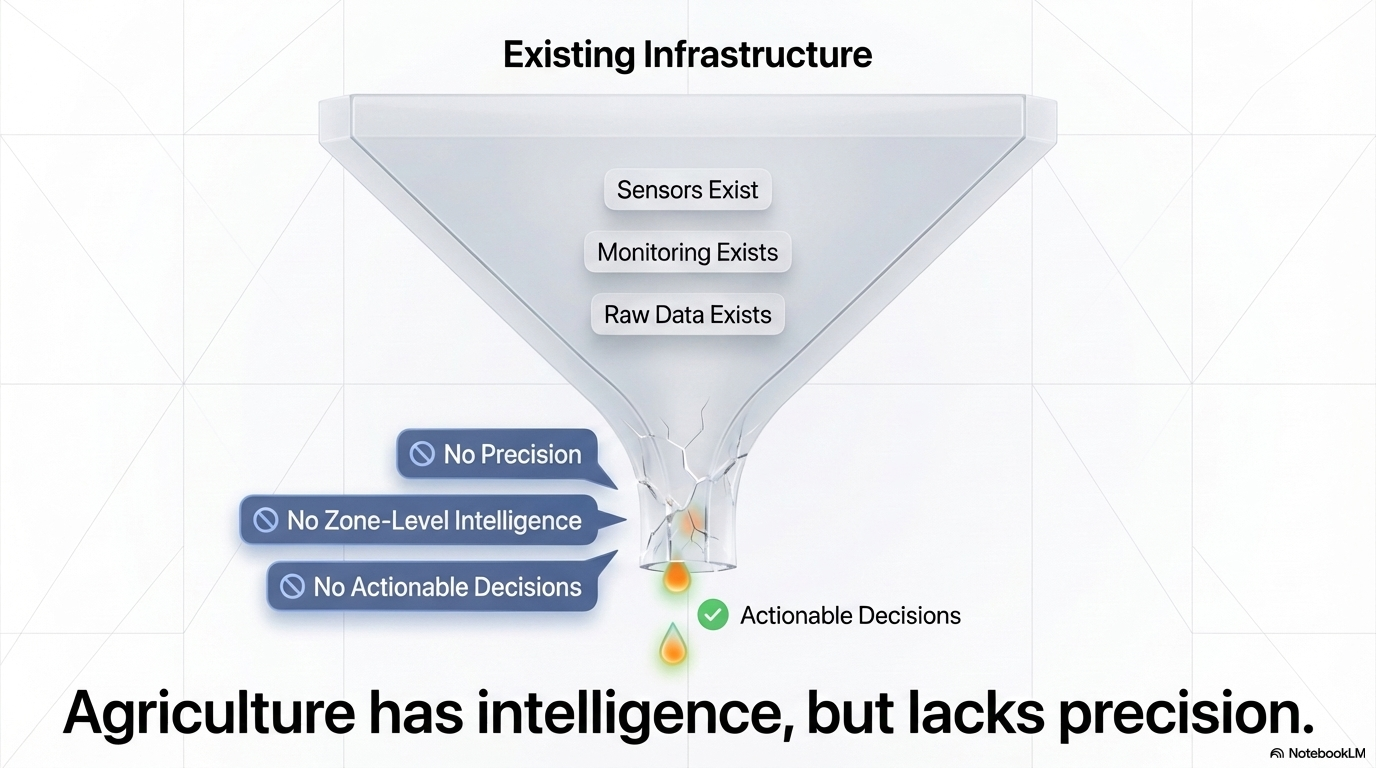 Existing Infrastructure
Sensors Exist
Monitoring Exists
Raw Data Exists
No Precision
No Zone-Level Intelligence
No Actionable Decisions
Actionable Decisions
Agriculture has intelligence, but lacks precision.
NotebookLM